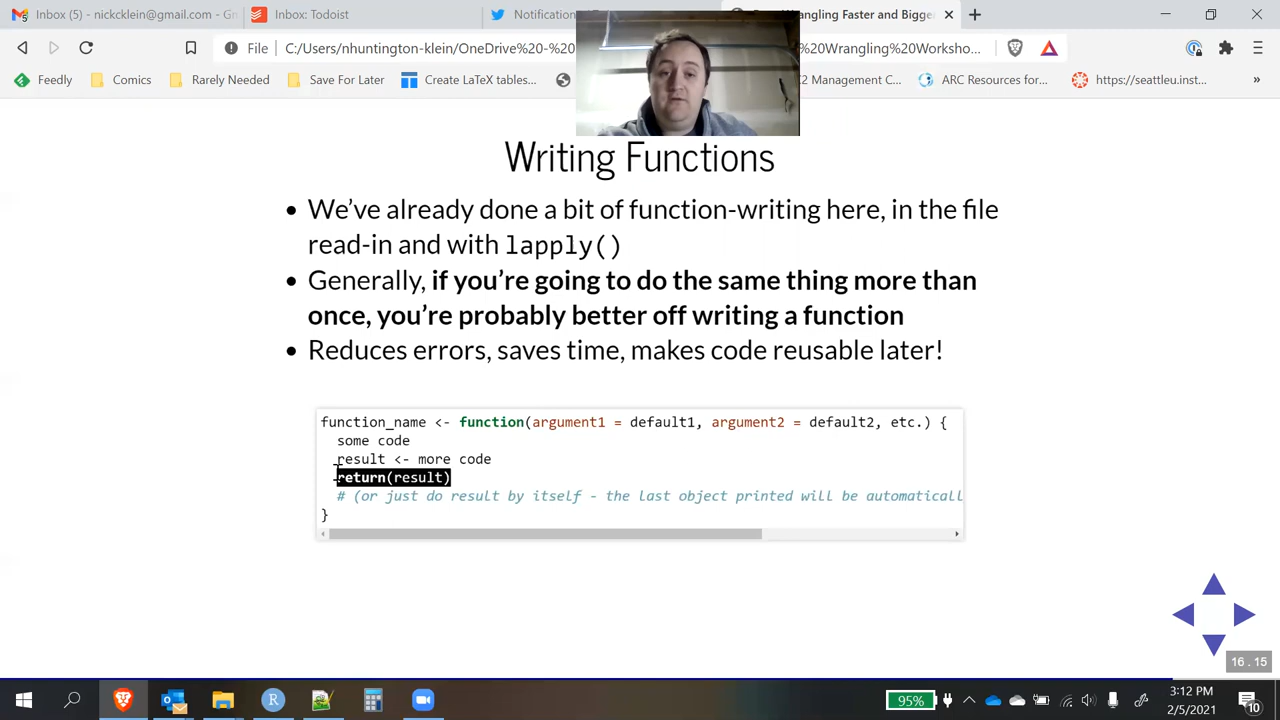 Inbox (5) nickcklein@gmail.com - Gm
Inbox: Todoist
Notification
Wrangling Faster and Bigge
File
C:/Users/nhuntington-klein/OneDrive%20-%20
%20Wrangling%20Worksho...
Feedly
Comics
Rarely Needed
Save For Later
Create LaTeX tables...
2 Management C...
ARC Resources for...
https://seattleu.inst...
»
Writing Functions
We've already done a bit of function-writing here, in the file
read-in and with lapply()
Generally, if you're going to do the same thing more than
once, you're probably better off writing a function
Reduces errors, saves time, makes code reusable later!
function_name <- function(argument1 = default1, argument2 = default2, etc.) {
some code
result <- more code
return(result)
# (or just do result by itself - the last object printed will be automaticall
}
16.15
95%
3:12 PM
2/5/2021
10